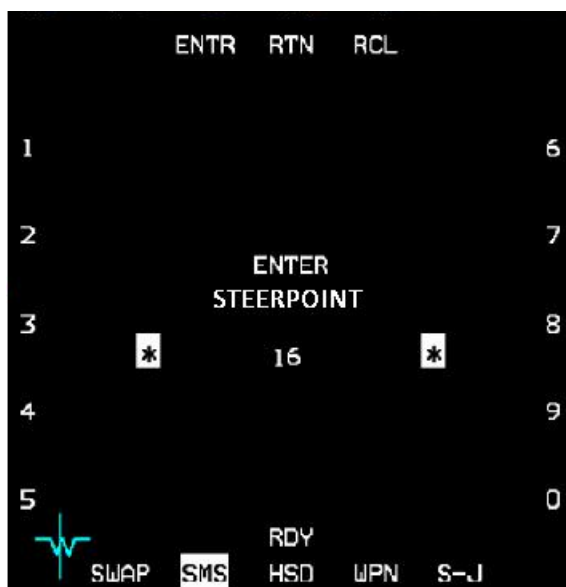 ENTR RTN RCL
1 6
2 7
ENTER
STEERPOINT
3 8
* 16 *
4 9
5 0
RDY
SWAP SMS HSD WPN S-J